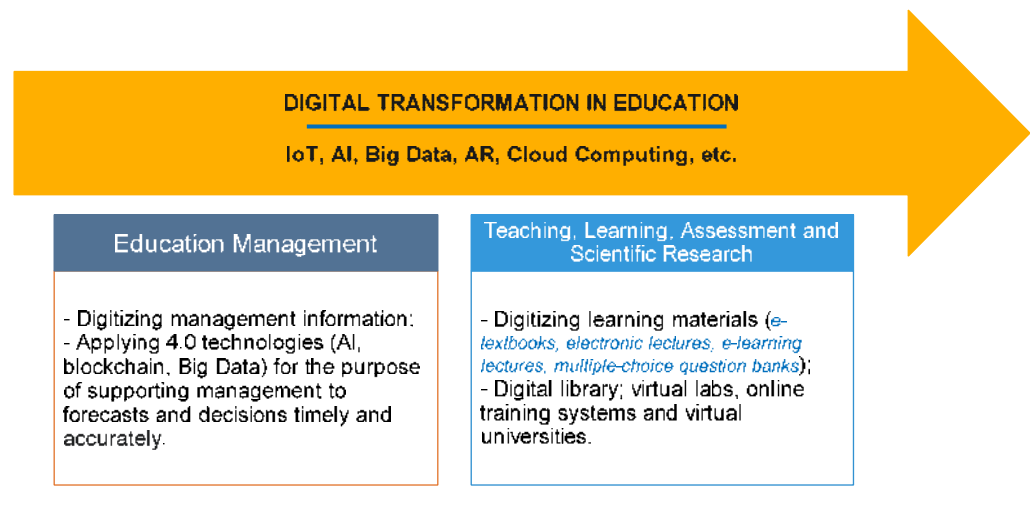 DIGITAL TRANSFORMATION IN EDUCATION
IoT, AI, Big Data, AR, Cloud Computing, etc.
Education Management
- Digitizing management information:
- Applying 4.0 technologies (AI,
blockchain, Big Data) for the purpose
of supporting management to
forecasts and decisions timely and
accurately.
Teaching, Learning, Assessment and
Scientific Research
- Digitizing learning materials (e-
textbooks, electronic lectures, e-learning
lectures, multiple-choice question banks);
- Digital library; virtual labs, online
training systems and virtual
universities.